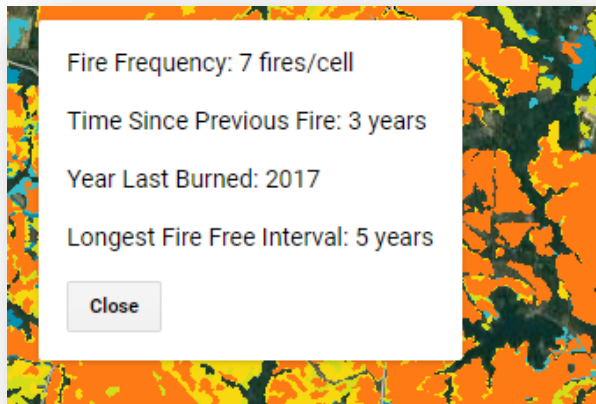 Fire Frequency: 7 fires/cell
Time Since Previous Fire: 3 years
Year Last Burned: 2017
Longest Fire Free Interval: 5 years
Close